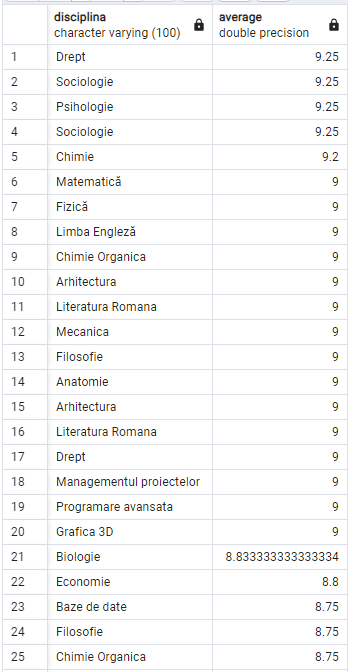 disciplina average
character varying (100) double precision
1 Drept 9.25
2 Sociologie 9.25
3 Psihologie 9.25
4 Sociologie 9.25
5 Chimie 9.2
6 Matematică 9
7 Fizică 9
8 Limba Engleză 9
9 Chimie Organica 9
10 Arhitectura 9
11 Literatura Romana 9
12 Mecanica 9
13 Filosofie 9
14 Anatomie 9
15 Arhitectura 9
16 Literatura Romana 9
17 Drept 9
18 Managementul proiectelor 9
19 Programare avansata 9
20 Grafica 3D 9
21 Biologie 8.833333333333334
22 Economie 8.8
23 Baze de date 8.75
24 Filosofie 8.75
25 Chimie Organica 8.75